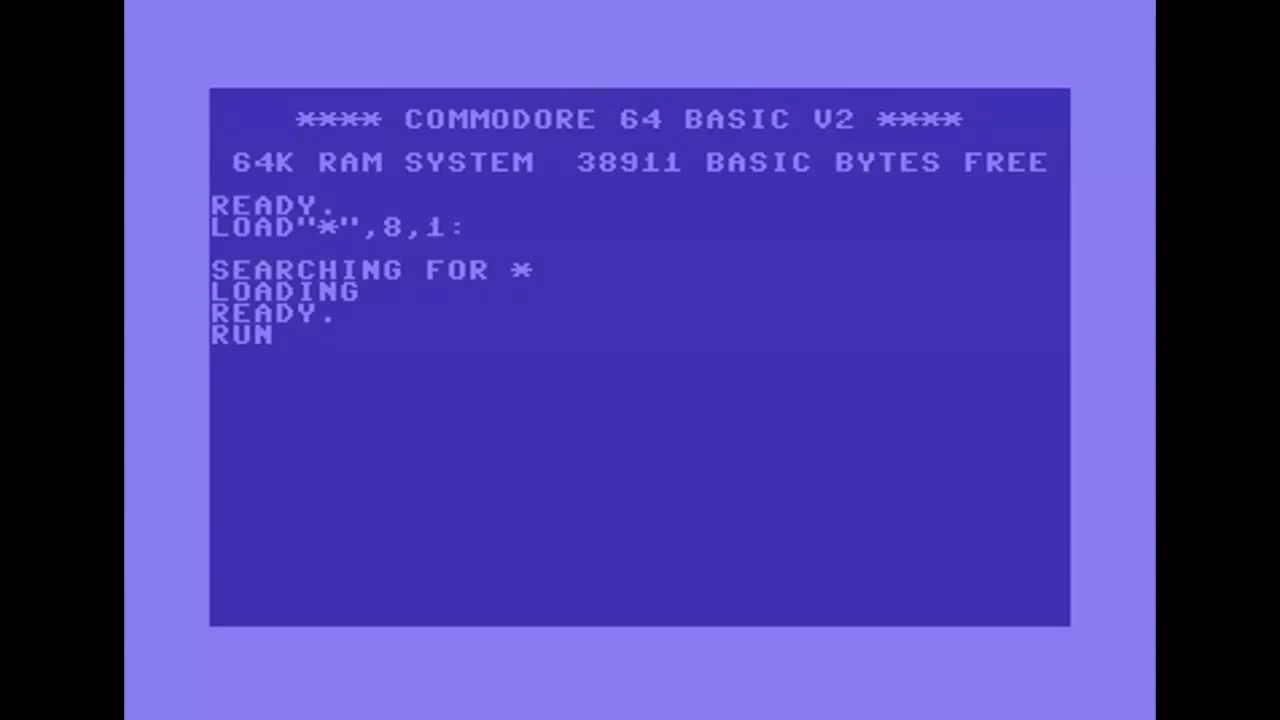 **** COMMODORE 64 BASIC V2 ****
64K RAM SYSTEM  38911 BASIC BYTES FREE
READY.
LOAD"*",8,1:
SEARCHING FOR *
LOADING
READY.
RUN